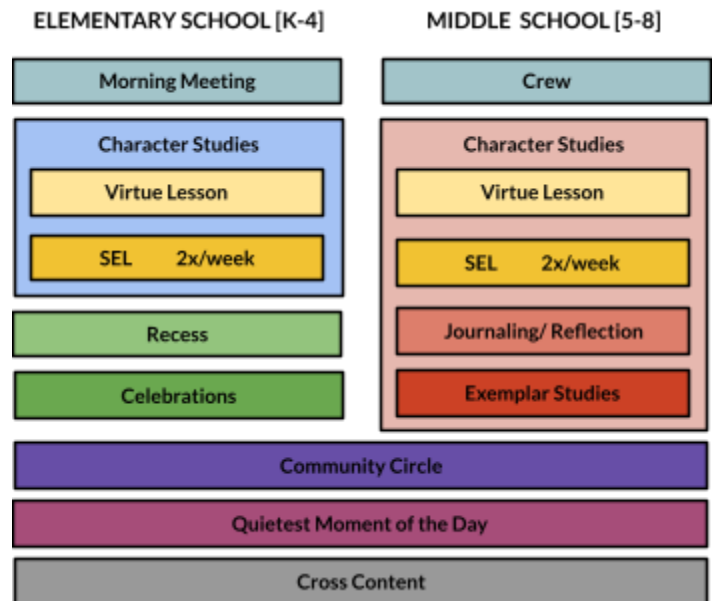 ELEMENTARY SCHOOL [K-4]
Morning Meeting
Character Studies
Virtue Lesson
SEL 2x/week
Recess
Celebrations
MIDDLE SCHOOL [5-8]
Crew
Character Studies
Virtue Lesson
SEL 2x/week
Journaling/ Reflection
Exemplar Studies
Community Circle
Quietest Moment of the Day
Cross Content